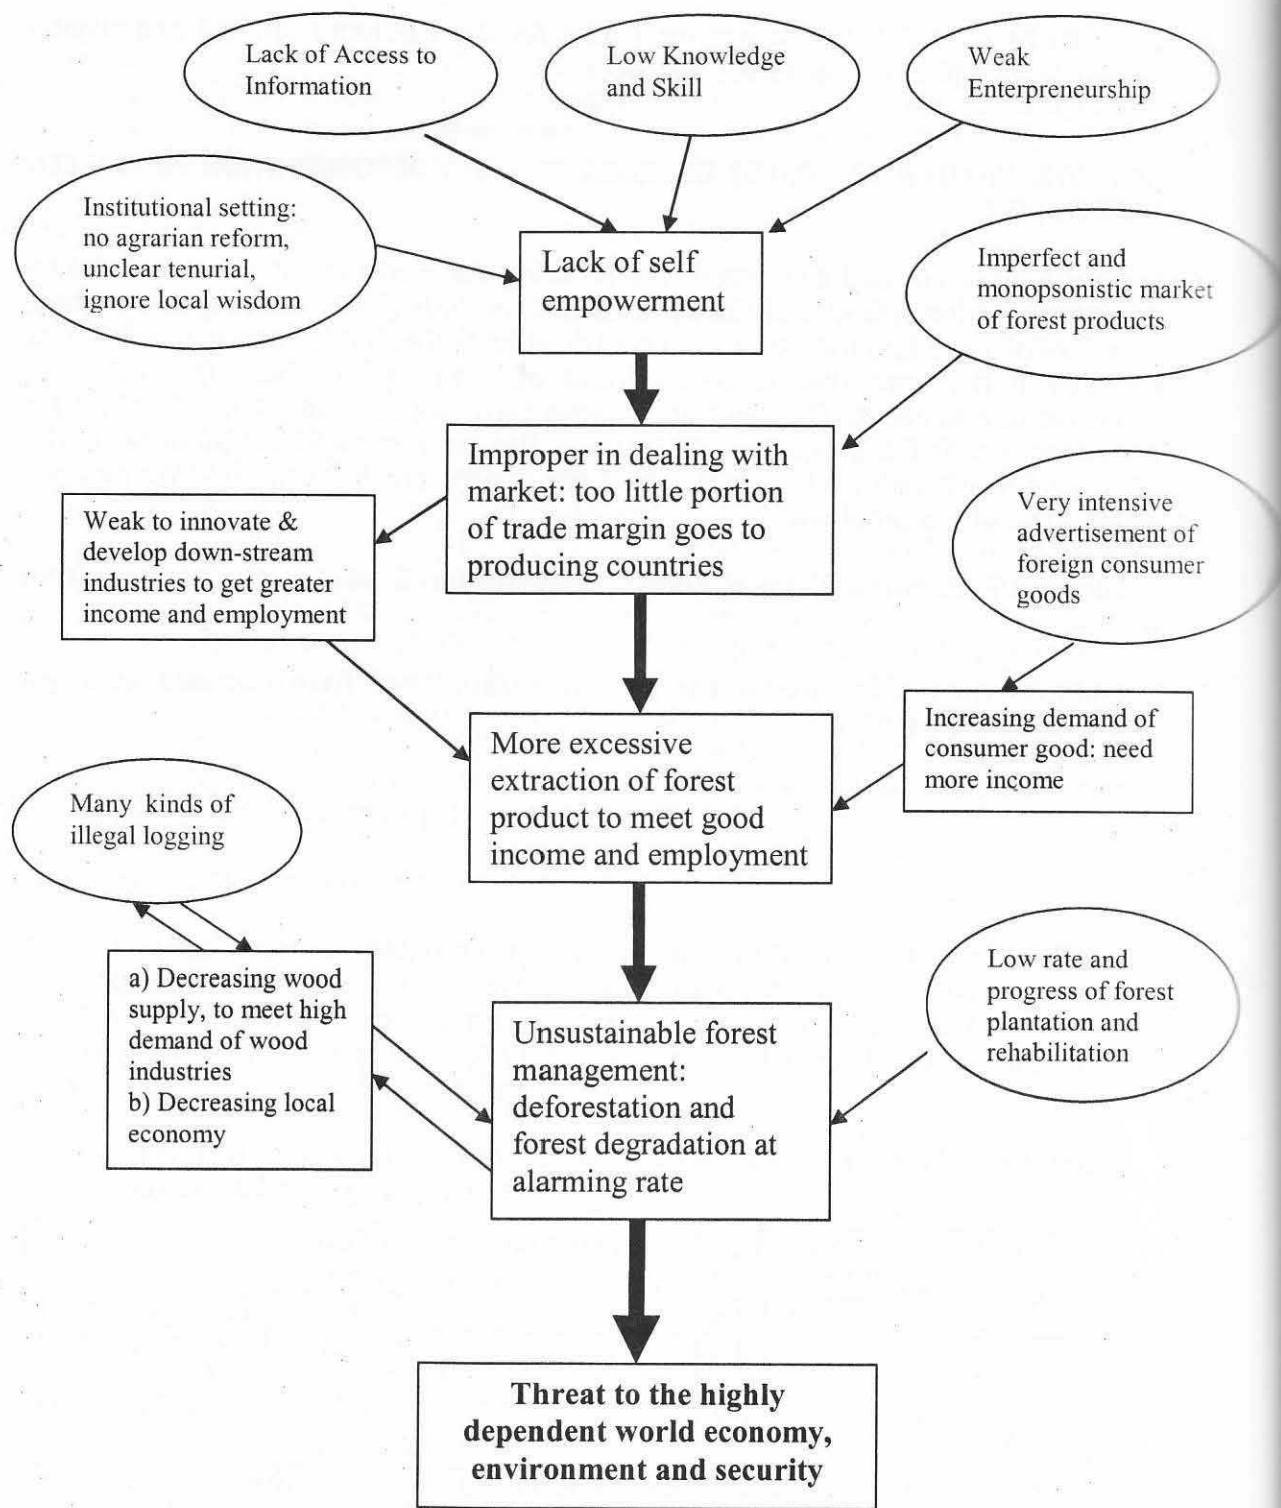 Lack of Access to
Information
Low Knowledge
and Skill
Weak
Enterpreneurship
Institutional setting:
no agrarian reform,
unclear tenurial,
ignore local wisdom
Lack of self
empowerment
Imperfect and
monopsonistic market
of forest products
Improper in dealing with
market: too little portion
of trade margin goes to
producing countries
Weak to innovate &
develop down-stream
industries to get greater
income and employment
Very intensive
advertisement of
foreign consumer
goods
Increasing demand of
consumer good: need
more income
More excessive
extraction of forest
product to meet good
income and employment
Many kinds of
illegal logging
a) Decreasing wood
supply, to meet high
demand of wood
industries
b) Decreasing local
economy
Unsustainable forest
management:
deforestation and
forest degradation at
alarming rate
Low rate and
progress of forest
plantation and
rehabilitation
Threat to the highly
dependent world economy,
environment and security